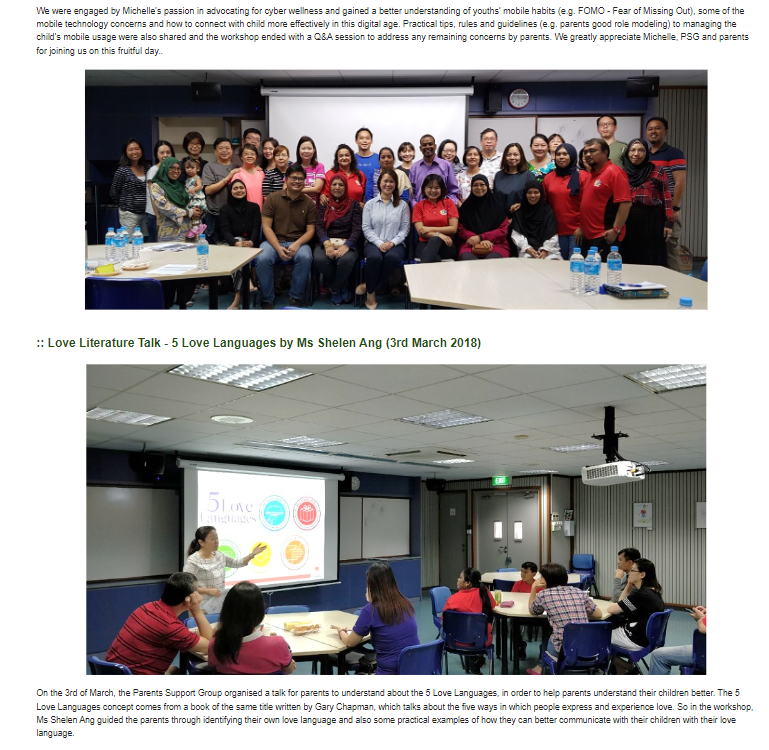 We were engaged by Michelle's passion in advocating for cyber wellness and gained a better understanding of youths' mobile habits (e.g. FOMO - Fear of Missing Out), some of the
mobile technology concerns and how to connect with child more effectively in this digital age. Practical tips, rules and guidelines (e.g. parents good role modeling) to managing the
child's mobile usage were also shared and the workshop ended with a Q&A session to address any remaining concerns by parents. We greatly appreciate Michelle, PSG and parents
for joining us on this fruitful day..
:: Love Literature Talk - 5 Love Languages by Ms Shelen Ang (3rd March 2018)
EXIT
5 Love
Languages
On the 3rd of March, the Parents Support Group organised a talk for parents to understand about the 5 Love Languages, in order to help parents understand their children better. The 5
Love Languages concept comes from a book of the same title written by Gary Chapman, which talks about the five ways in which people express and experience love. So in the workshop,
Ms Shelen Ang guided the parents through identifying their own love language and also some practical examples of how they can better communicate with their children with their love
language.